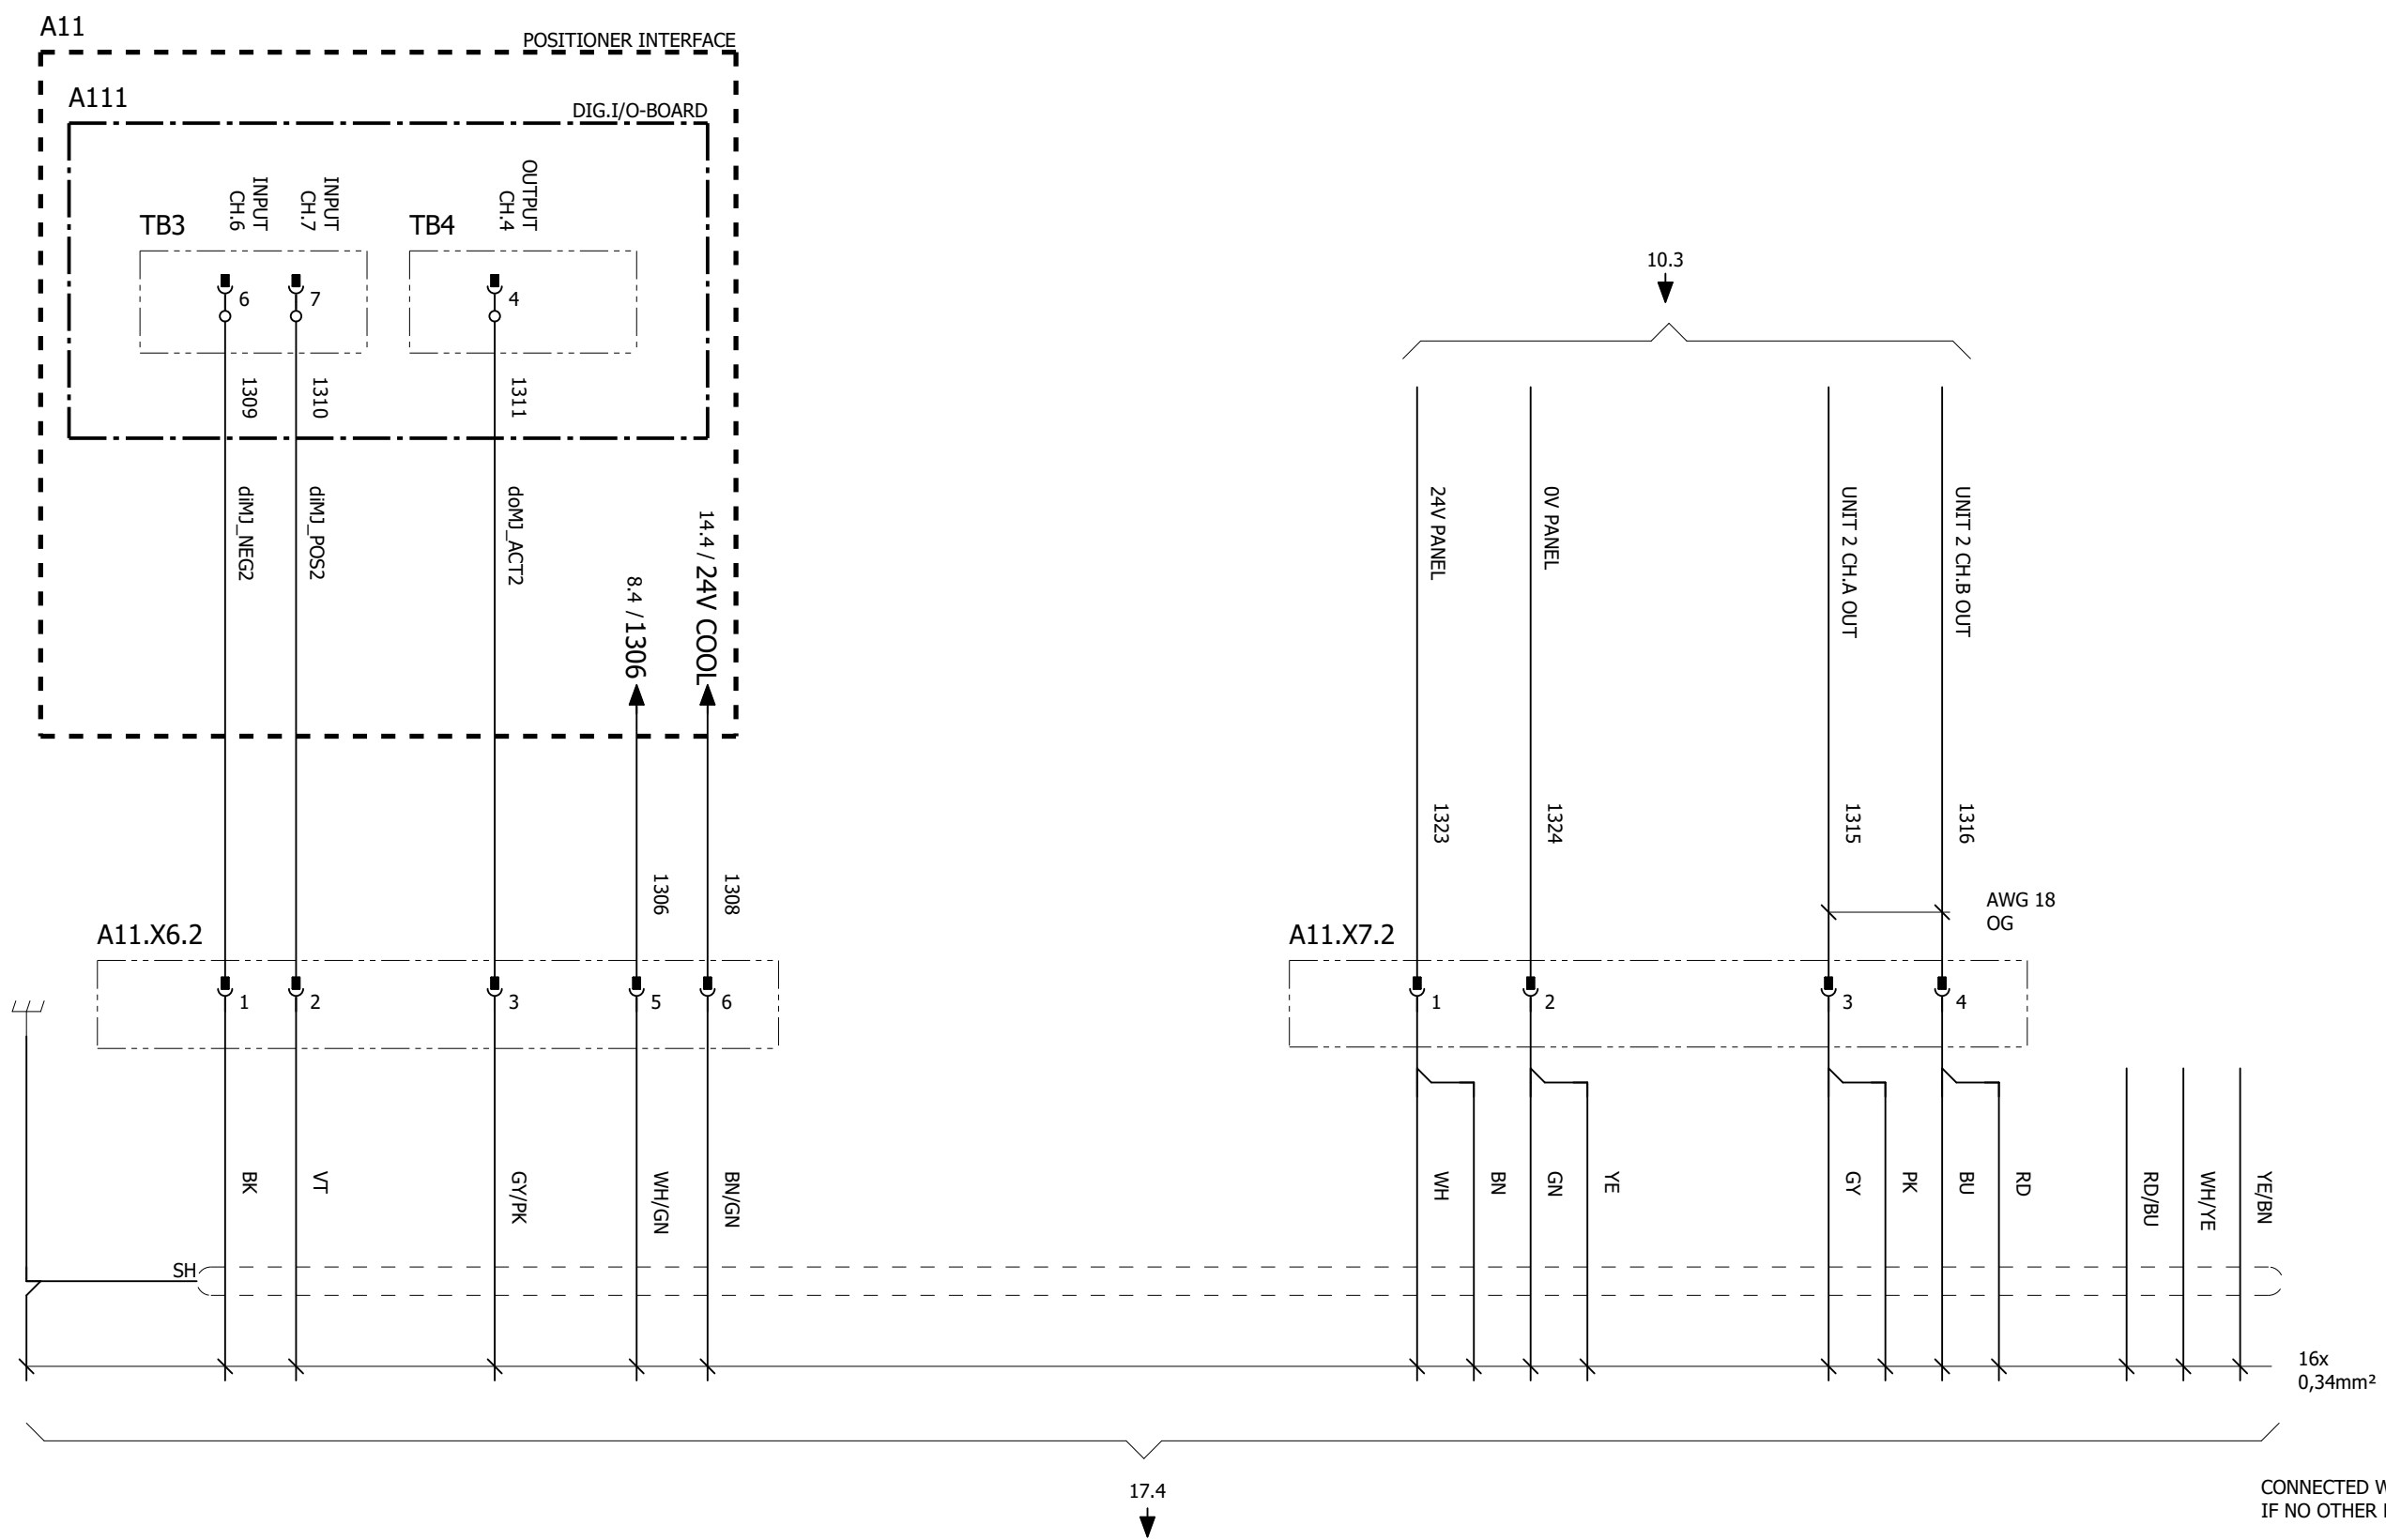 A11
POSITIONER INTERFACE
A111
DIG.I/O-BOARD
INPUT
CH.6
INPUT
CH.7
OUTPUT
CH.4
TB3
TB4
6
7
4
10.3
1309
1310
1311
diMJ_NEG2
diMJ_POS2
doMJ_ACT2
8.4 / 1306
14.4 / 24V COOL
24V PANEL
0V PANEL
UNIT 2 CH.A OUT
UNIT 2 CH.B OUT
1323
1324
1315
1316
1306
1308
AWG 18
OG
A11.X6.2
A11.X7.2
1
2
3
5
6
1
2
3
4
BK
VT
GY/PK
WH/GN
BN/GN
WH
BN
GN
YE
GY
PK
BU
RD
RD/BU
WH/YE
YE/BN
SH
16x
0,34mm²
17.4
CONNECTED
IF NO OTHER